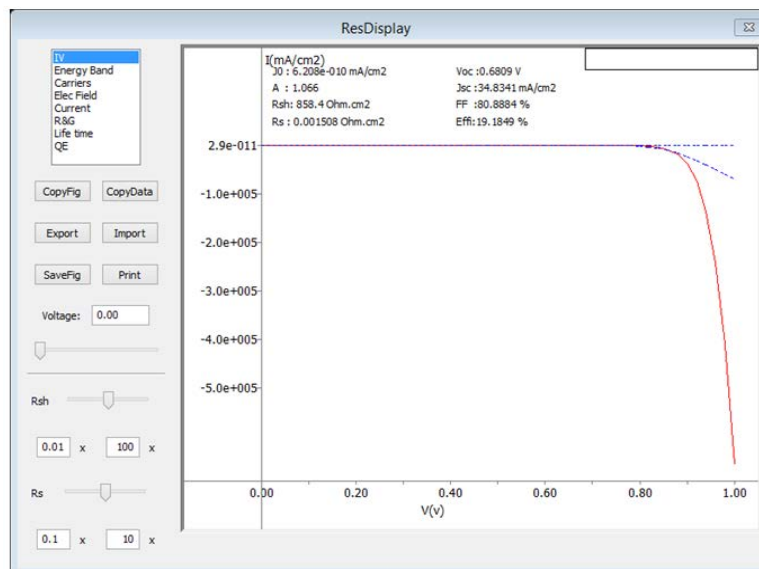 ResDisplay
IV
Energy Band
Carriers
Elec Field
Current
R&G
Life time
QE
CopyFig CopyData
Export Import
SaveFig Print
Voltage: 0.00
Rsh
0.01 x 100 x
Rs
0.1 x 10 x
I(mA/cm2)
J0 : 6.208e-010 mA/cm2 Voc :0.6809 V
A : 1.066 Jsc: 34.8341 mA/cm2
Rsh: 858.4 Ohm.cm2 FF : 80.8884 %
Rs : 0.001508 Ohm.cm2 Effi:19.1849 %
2.9e-011
-1.0e+005
-2.0e+005
-3.0e+005
-4.0e+005
-5.0e+005
0.00 0.20 0.40 0.60 0.80 1.00
V(v)